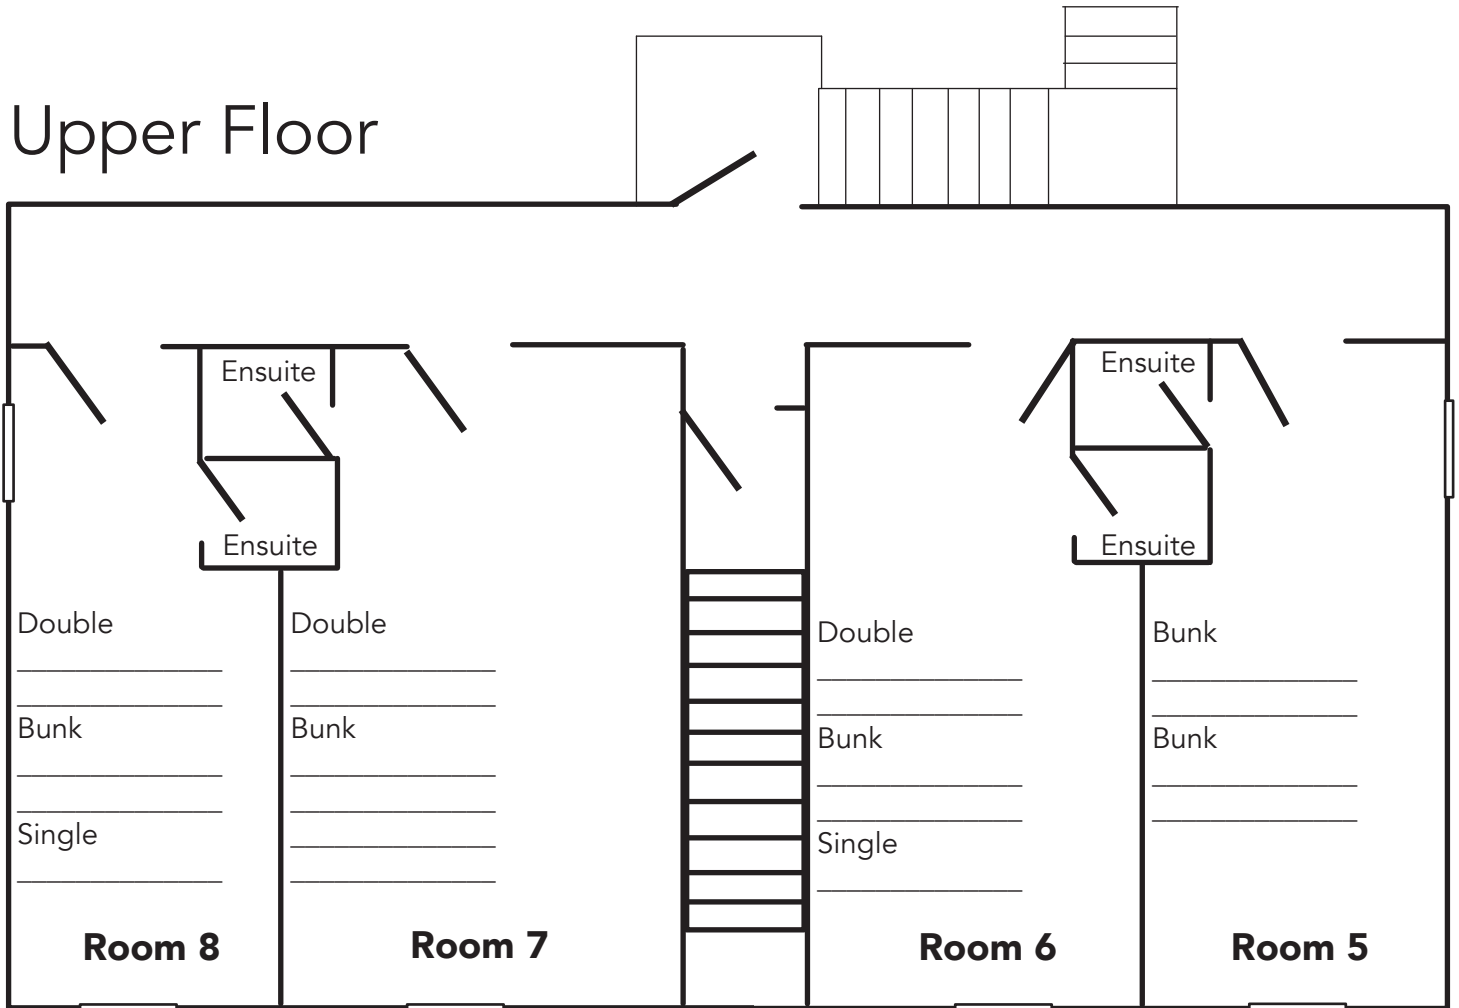 Upper Floor
Ensuite
Ensuite
Ensuite
Ensuite
Double
Bunk
Single
Room 8
Double
Bunk
Room 7
Double
Bunk
Single
Room 6
Bunk
Bunk
Room 5